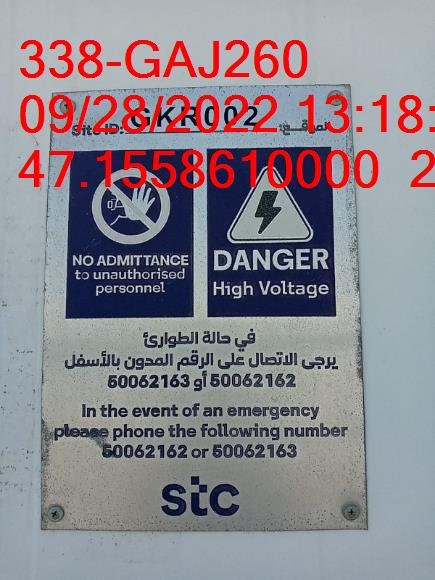 338-GAJ260
09/28/2022 13:18:
Site ID: GKR002 الموقع:
47.1558610000 2
NO ADMITTANCE
to unauthorised
personnel
DANGER
High Voltage
في حالة الطوارئ
يرجى الاتصال على الرقم المدون بالأسفل
50062162 أو 50062163
In the event of an emergency
please phone the following number
50062162 or 50062163
stc